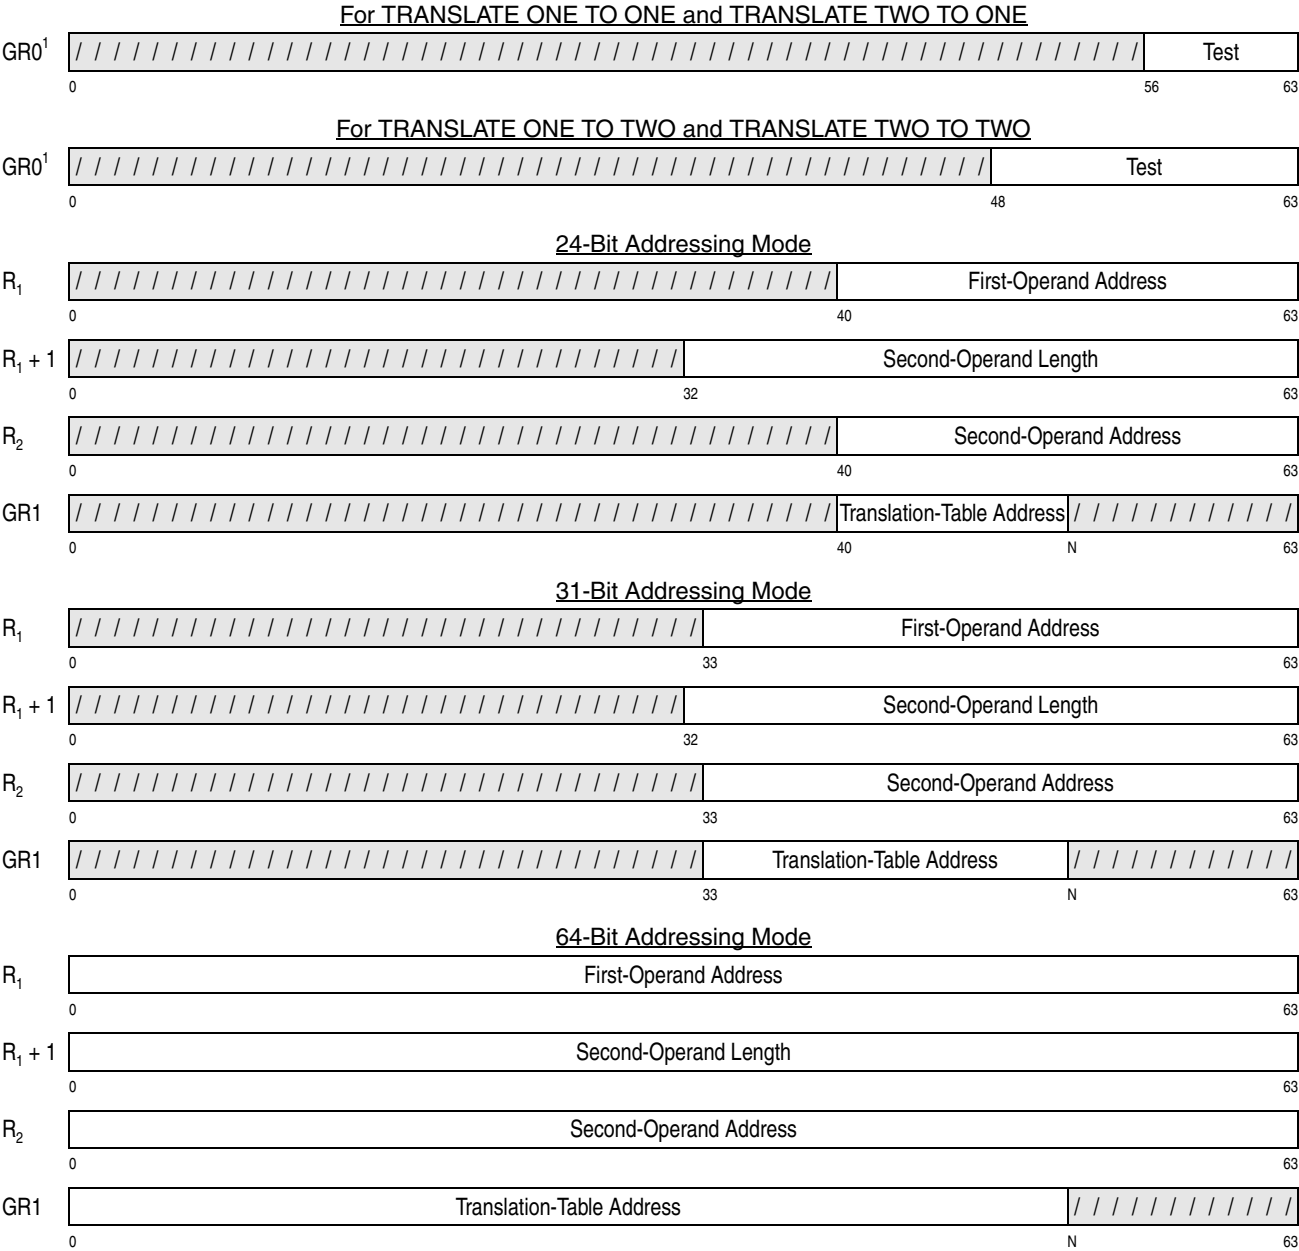 For TRANSLATE ONE TO ONE and TRANSLATE TWO TO ONE
GR0¹ / / / / / / / / / / / / / / / / / / / / / / / / / / / / / / / / / / / / / / / / / / / / / / / / / / / / / / / / Test
0 56 63
For TRANSLATE ONE TO TWO and TRANSLATE TWO TO TWO
GR0¹ / / / / / / / / / / / / / / / / / / / / / / / / / / / / / / / / / / / / / / / / / / / / / / / / Test
0 48 63
24-Bit Addressing Mode
R₁ / / / / / / / / / / / / / / / / / / / / / / / / / / / / / / / / / / / / / / / / First-Operand Address
0 40 63
R₁ + 1 / / / / / / / / / / / / / / / / / / / / / / / / / / / / / / / / Second-Operand Length
0 32 63
R₂ / / / / / / / / / / / / / / / / / / / / / / / / / / / / / / / / / / / / / / / / Second-Operand Address
0 40 63
GR1 / / / / / / / / / / / / / / / / / / / / / / / / / / / / / / / / / / / / / / / / Translation-Table Address / / / / / / / / / / / /
0 40 N 63
31-Bit Addressing Mode
R₁ / / / / / / / / / / / / / / / / / / / / / / / / / / / / / / / / / First-Operand Address
0 33 63
R₁ + 1 / / / / / / / / / / / / / / / / / / / / / / / / / / / / / / / / Second-Operand Length
0 32 63
R₂ / / / / / / / / / / / / / / / / / / / / / / / / / / / / / / / / / Second-Operand Address
0 33 63
GR1 / / / / / / / / / / / / / / / / / / / / / / / / / / / / / / / / / Translation-Table Address / / / / / / / / / / / /
0 33 N 63
64-Bit Addressing Mode
R₁ First-Operand Address
0 63
R₁ + 1 Second-Operand Length
0 63
R₂ Second-Operand Address
0 63
GR1 Translation-Table Address / / / / / / / / / / / /
0 N 63